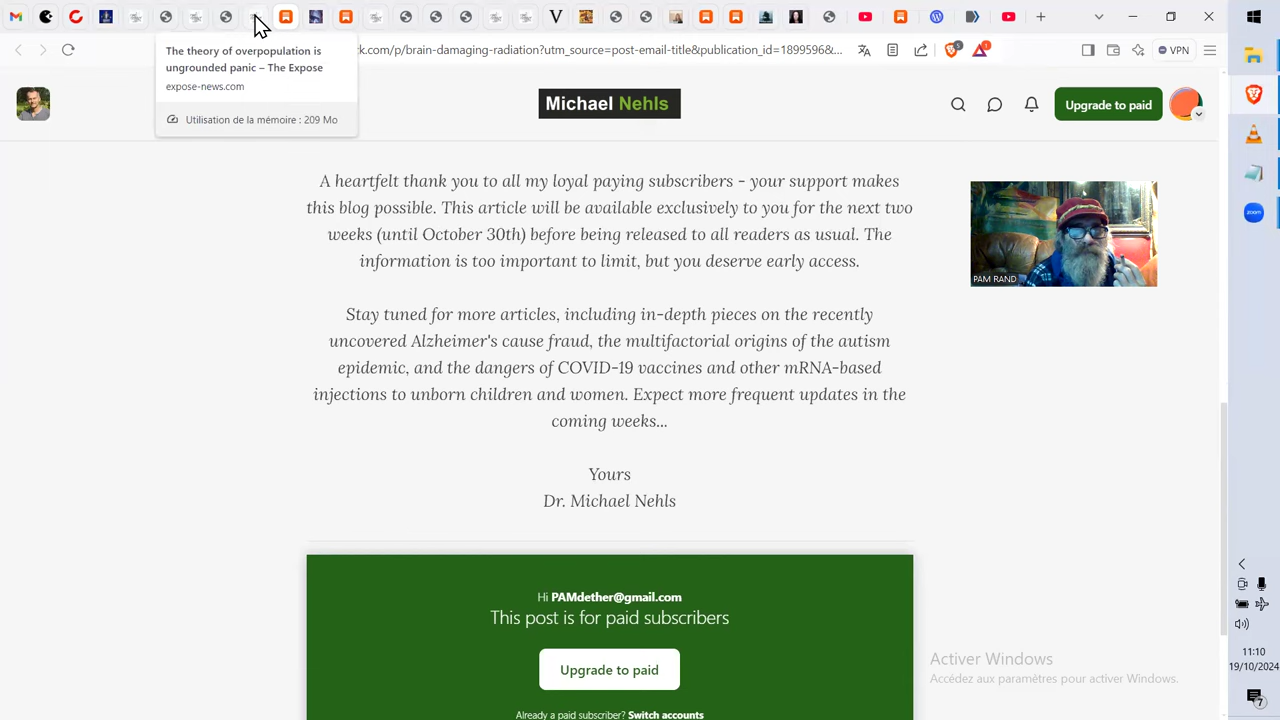 The theory of overpopulation is
ungrounded panic – The Expose
expose-news.com
Utilisation de la mémoire : 209 Mo
k.com/p/brain-damaging-radiation?utm_source=post-email-title&publication_id=1899596&...
5
1
VPN
Michael Nehls
Upgrade to paid
A heartfelt thank you to all my loyal paying subscribers - your support makes
this blog possible. This article will be available exclusively to you for the next two
weeks (until October 30th) before being released to all readers as usual. The
information is too important to limit, but you deserve early access.
PAM RAND
Stay tuned for more articles, including in-depth pieces on the recently
uncovered Alzheimer's cause fraud, the multifactorial origins of the autism
epidemic, and the dangers of COVID-19 vaccines and other mRNA-based
injections to unborn children and women. Expect more frequent updates in the
coming weeks...
Yours
Dr. Michael Nehls
Hi PAMdether@gmail.com
This post is for paid subscribers
Upgrade to paid
Already a paid subscriber? Switch accounts
Activer Windows
Accédez aux paramètres pour activer Windows.
zoom
11:10
19/10/2024
7